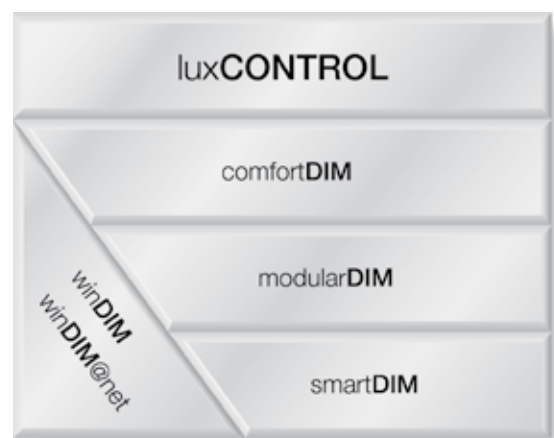 luxCONTROL
comfortDIM
modularDIM
smartDIM
winDIM
winDIM@net